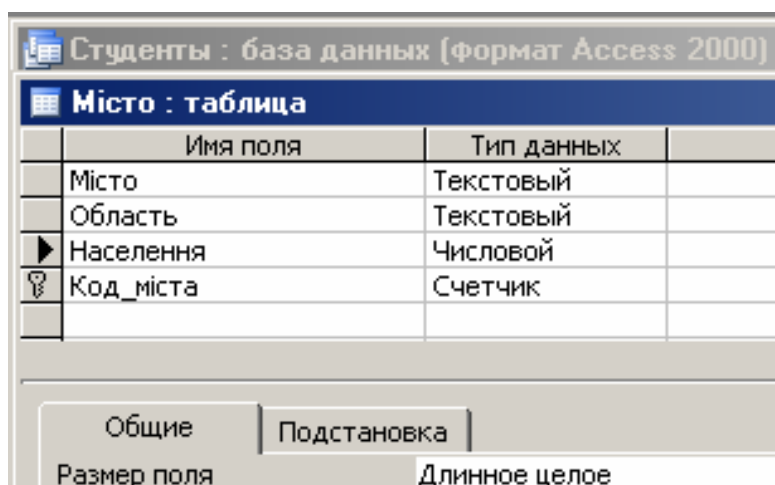 Студенты : база данных (формат Access 2000)
Місто : таблица
Имя поля Тип данных
Місто Текстовый
Область Текстовый
Населення Числовой
Код_міста Счетчик
Общие Подстановка
Размер поля Длинное целое